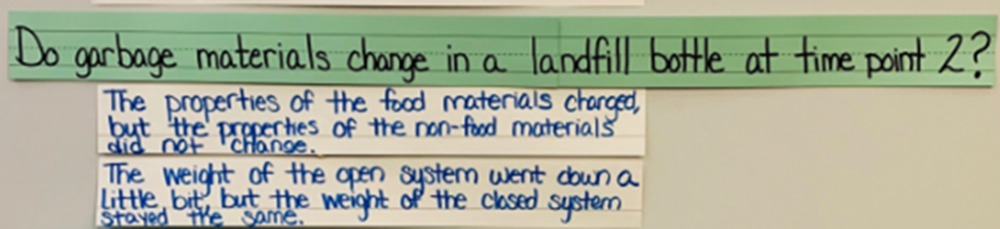 Do garbage materials change in a landfill bottle at time point 2?
The properties of the food materials changed,
but the properties of the non-food materials
did not change.
The weight of the open system went down a
little bit, but the weight of the closed system
stayed the same.